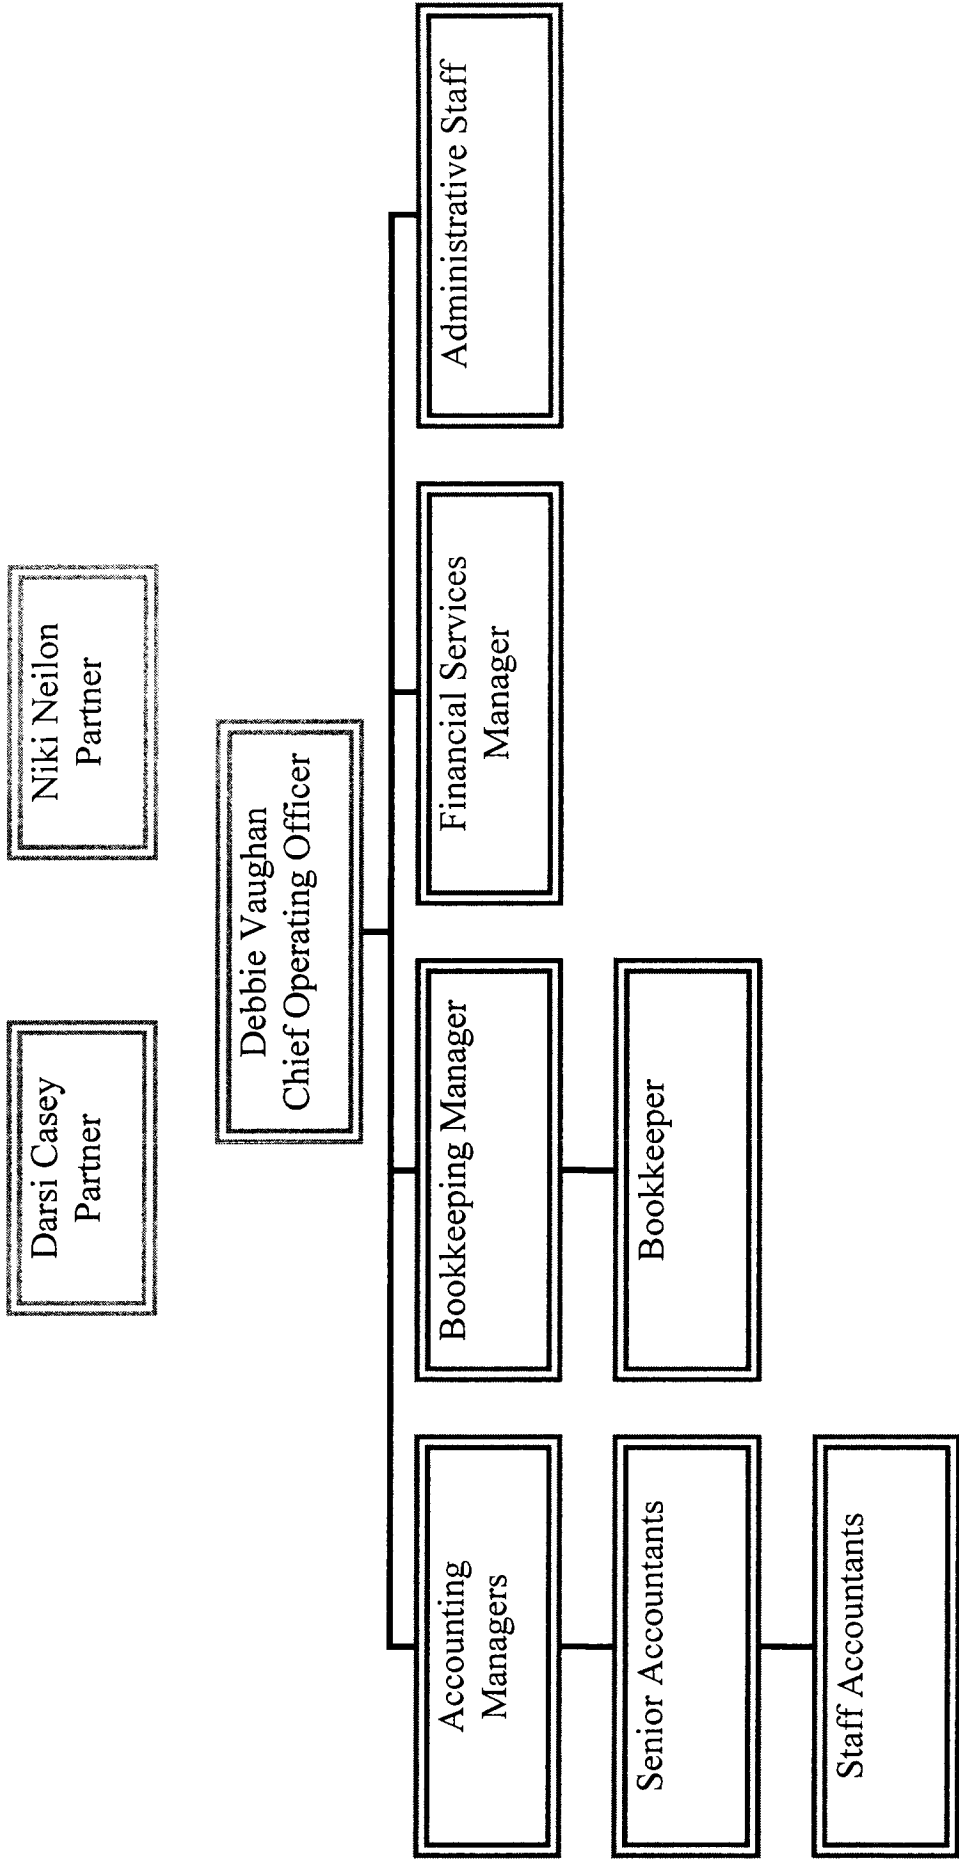 Darsi Casey
Partner
Niki Neilon
Partner
Debbie Vaughan
Chief Operating Officer
Accounting
Managers
Bookkeeping Manager
Financial Services
Manager
Administrative Staff
Senior Accountants
Bookkeeper
Staff Accountants